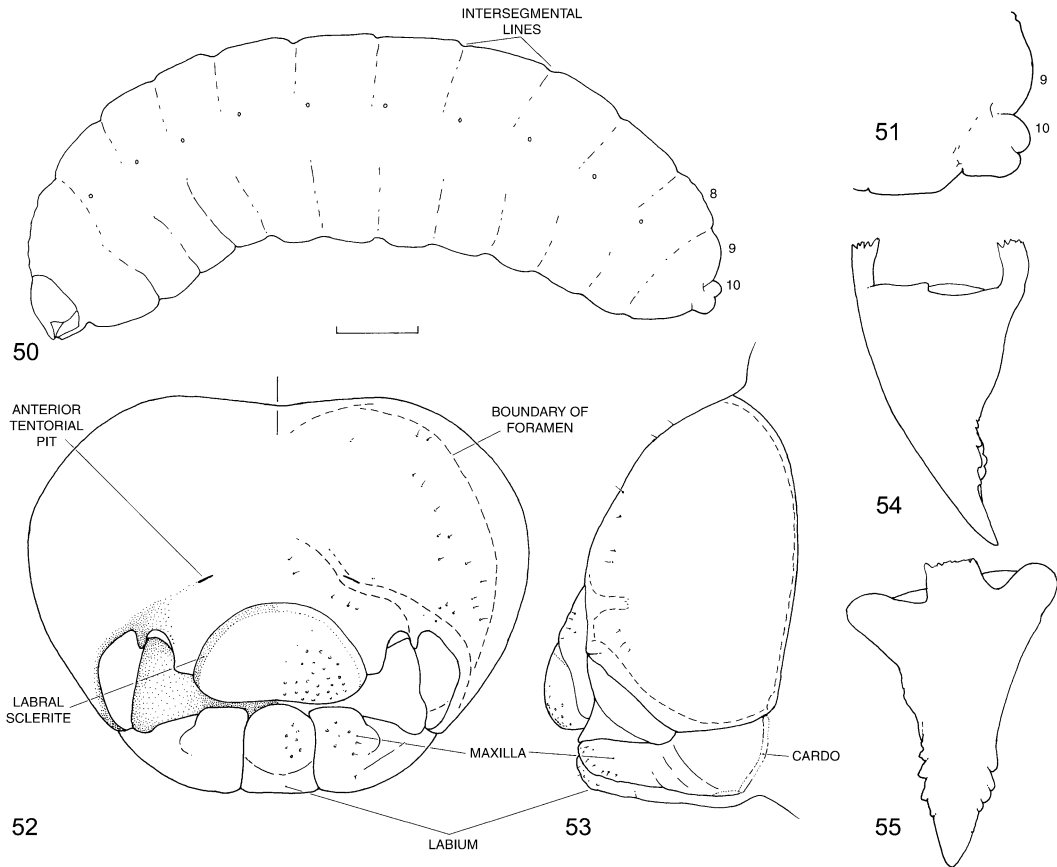 INTERSEGMENTAL
LINES
8
9
10
50
9
51
10
54
ANTERIOR
TENTORIAL
PIT
BOUNDARY OF
FORAMEN
LABRAL
SCLERITE
MAXILLA
CARDO
LABIUM
52
53
55